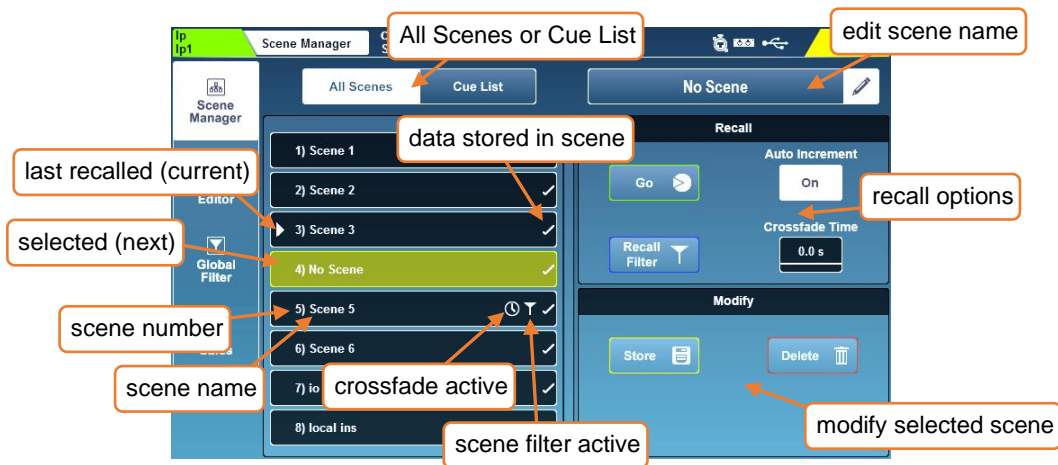 Ip
Ip1
Scene Manager
All Scenes or Cue List
edit scene name
Scene
Manager
All Scenes
Cue List
No Scene
data stored in scene
Recall
1) Scene 1
Auto Increment
last recalled (current)
2) Scene 2
Go
On
Editor
recall options
selected (next)
3) Scene 3
Crossfade Time
Global
Filter
4) No Scene
Recall
Filter
0.0 s
scene number
5) Scene 5
Modify
6) Scene 6
Store
Delete
scene name
7) io
crossfade active
8) local ins
scene filter active
modify selected scene